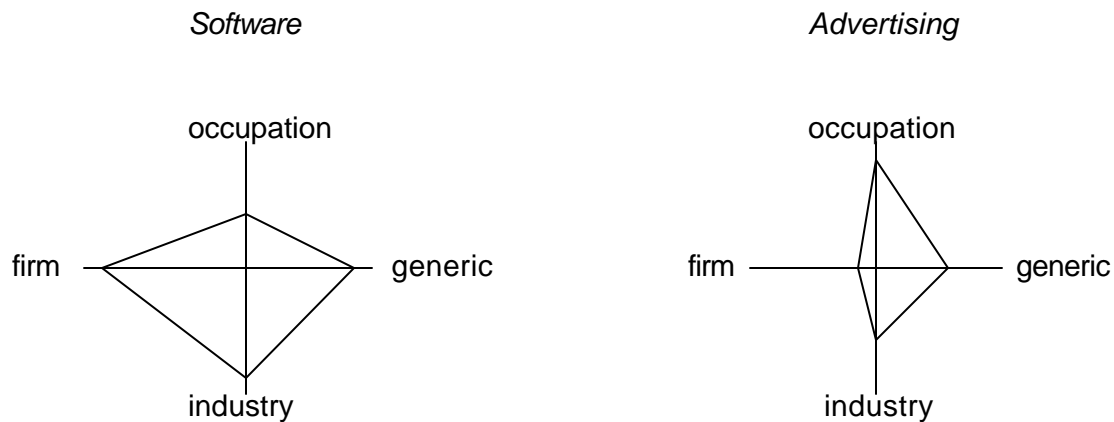 Software
occupation
firm
generic
industry
Advertising
occupation
firm
generic
industry